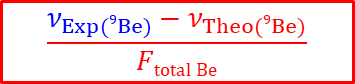 ν_Exp(⁹Be) − ν_Theo(⁹Be)
F_total Be